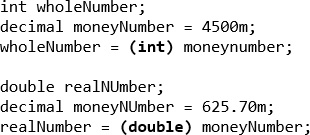 int wholeNumber;
decimal moneyNumber = 4500m;
wholeNumber = (int) moneynumber;
double realNUmber;
decimal moneyNUmber = 625.70m;
realNumber = (double) moneyNumber;